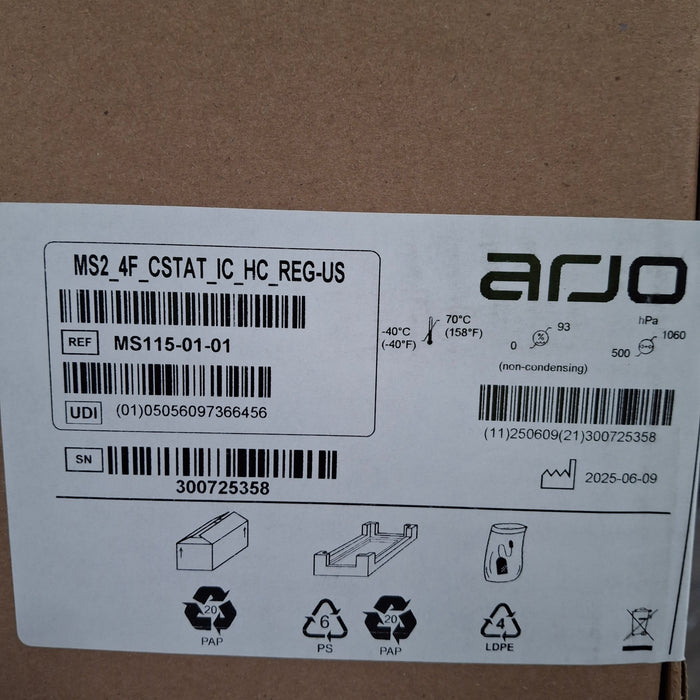 MS2_4F_CSTAT_IC_HC_REG-US
REF MS115-01-01
UDI (01)05056097366456
SN
300725358
arjo
-40°C
(-40°F)
70°C
(158°F)
0
%
93
(non-condensing)
hPa
500
1060
(11)250609(21)300725358
2025-06-09
20
PAP
6
PS
20
PAP
4
LDPE